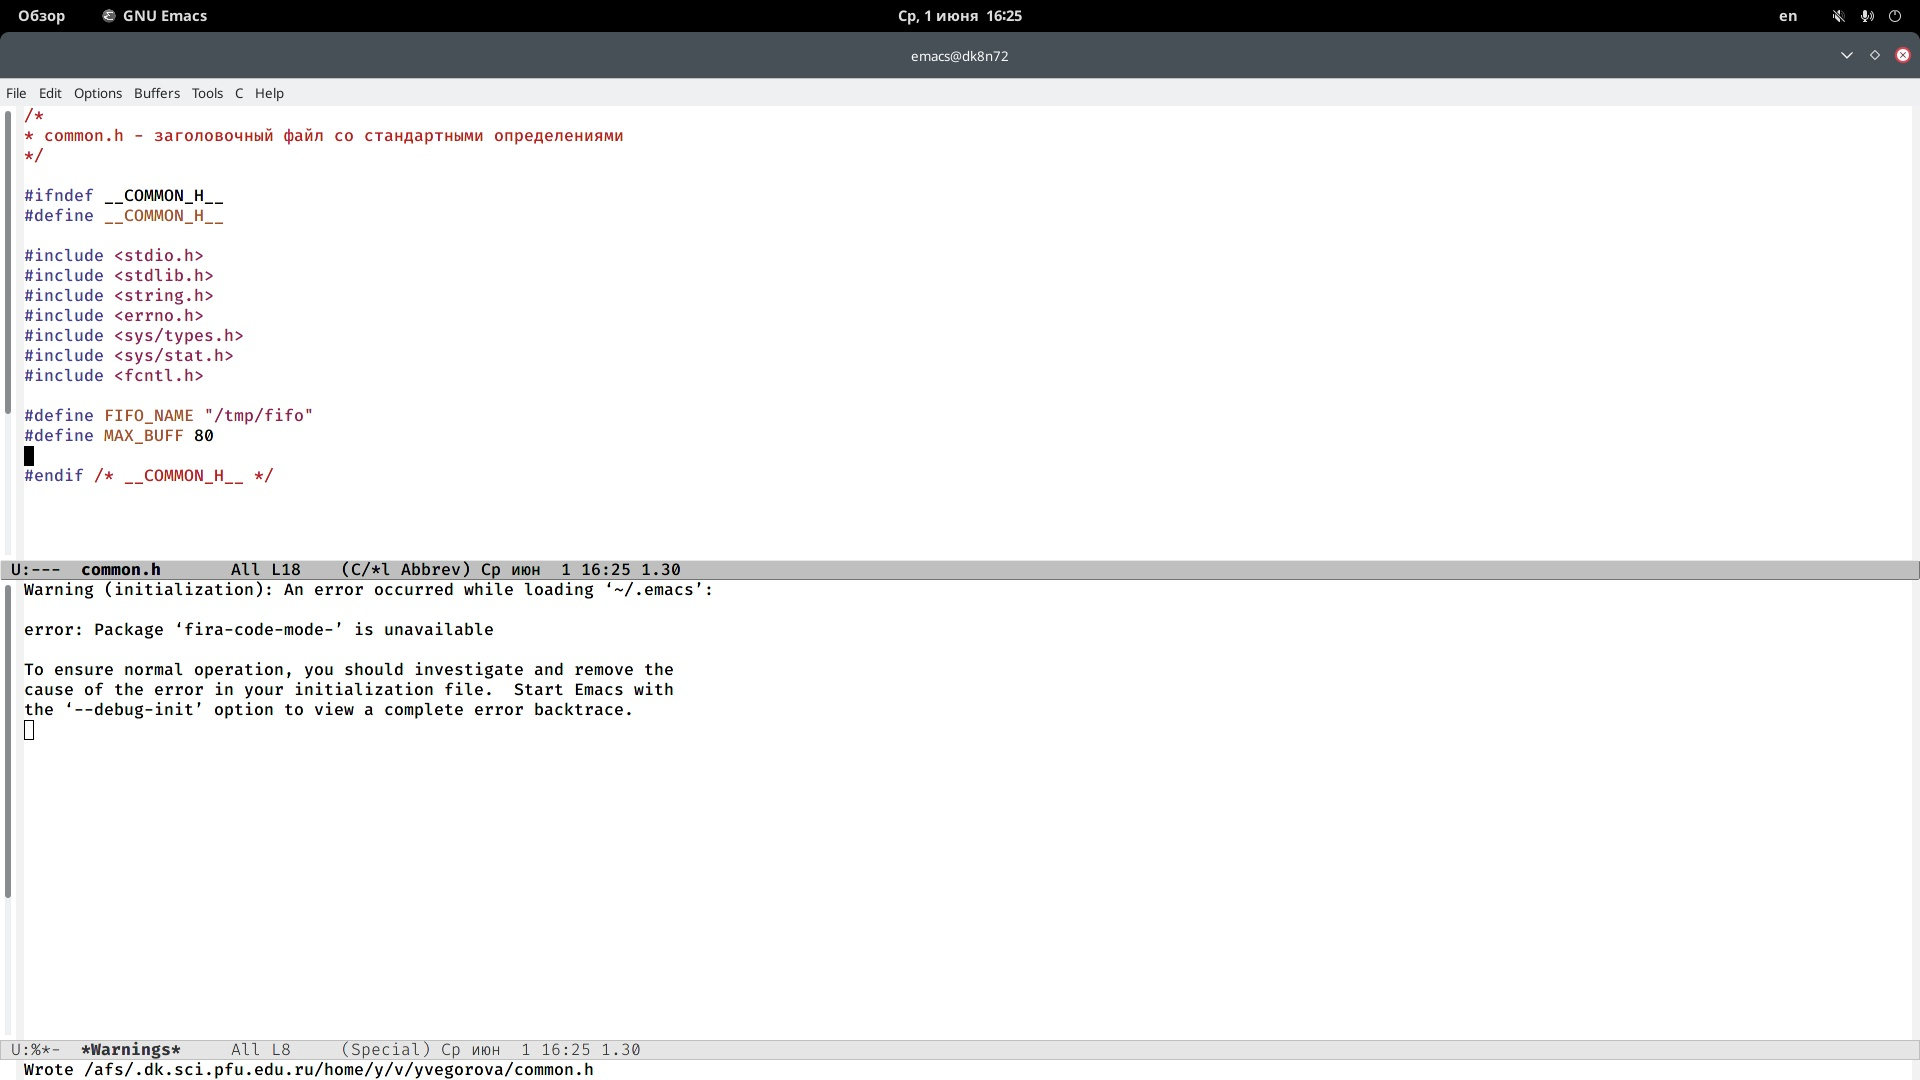 Обзор GNU Emacs Ср, 1 июня 16:25 en
emacs@dk8n72
File Edit Options Buffers Tools C Help
/*
* common.h - заголовочный файл со стандартными определениями
*/
#ifndef __COMMON_H__
#define __COMMON_H__
#include <stdio.h>
#include <stdlib.h>
#include <string.h>
#include <errno.h>
#include <sys/types.h>
#include <sys/stat.h>
#include <fcntl.h>
#define FIFO_NAME "/tmp/fifo"
#define MAX_BUFF 80
#endif /* __COMMON_H__ */
U:--- common.h All L18 (C/*l Abbrev) Ср июн 1 16:25 1.30
Warning (initialization): An error occurred while loading ‘~/.emacs’:
error: Package ‘fira-code-mode-’ is unavailable
To ensure normal operation, you should investigate and remove the
cause of the error in your initialization file. Start Emacs with
the ‘--debug-init’ option to view a complete error backtrace.
U:%*- *Warnings* All L8 (Special) Ср июн 1 16:25 1.30
Wrote /afs/.dk.sci.pfu.edu.ru/home/y/v/yvegorova/common.h